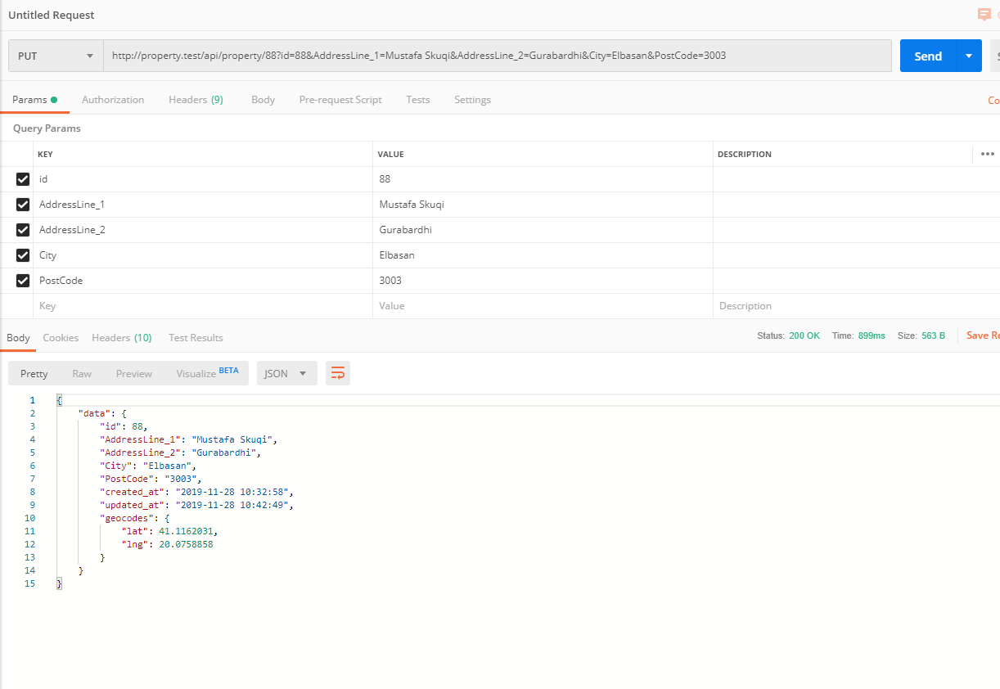 Untitled Request
PUT http://property.test/api/property/88?id=88&AddressLine_1=Mustafa Skuqi&AddressLine_2=Gurabardhi&City=Elbasan&PostCode=3003 Send
Params Authorization Headers (9) Body Pre-request Script Tests Settings
Query Params
KEY VALUE DESCRIPTION •••
id 88
AddressLine_1 Mustafa Skuqi
AddressLine_2 Gurabardhi
City Elbasan
PostCode 3003
Key Value Description
Body Cookies Headers (10) Test Results Status: 200 OK Time: 899ms Size: 563 B Save Re
Pretty Raw Preview Visualize BETA JSON
1 {
2 "data": {
3 "id": 88,
4 "AddressLine_1": "Mustafa Skuqi",
5 "AddressLine_2": "Gurabardhi",
6 "City": "Elbasan",
7 "PostCode": "3003",
8 "created_at": "2019-11-28 10:32:58",
9 "updated_at": "2019-11-28 10:42:49",
10 "geocodes": {
11 "lat": 41.1162031,
12 "lng": 20.0758858
13 }
14 }
15 }